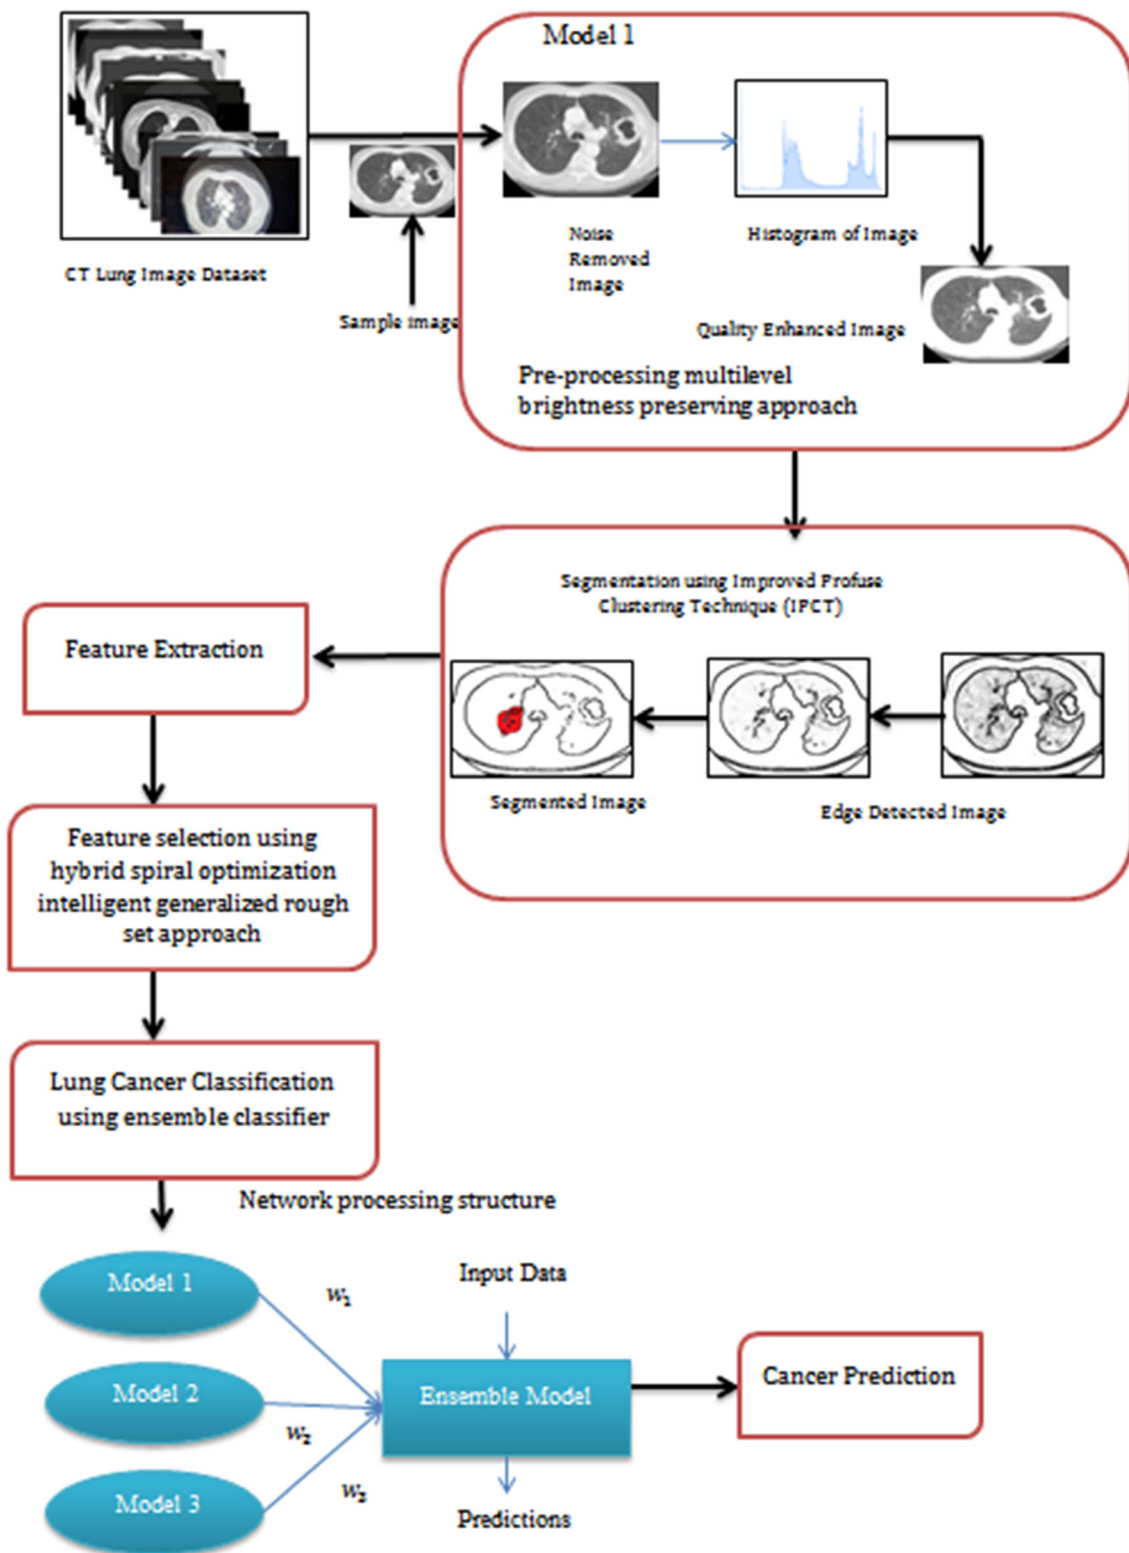 Model 1
CT Lung Image Dataset
Sample image
Noise
Removed
Image
Histogram of Image
Quality Enhanced Image
Pre-processing multilevel
brightness preserving approach
Segmentation using Improved Profuse
Clustering Technique (IPCT)
Segmented Image
Edge Detected Image
Feature Extraction
Feature selection using
hybrid spiral optimization
intelligent generalized rough
set approach
Lung Cancer Classification
using ensemble classifier
Network processing structure
Model 1
w₁
Input Data
Model 2
w₂
Ensemble Model
Cancer Prediction
Model 3
w₃
Predictions